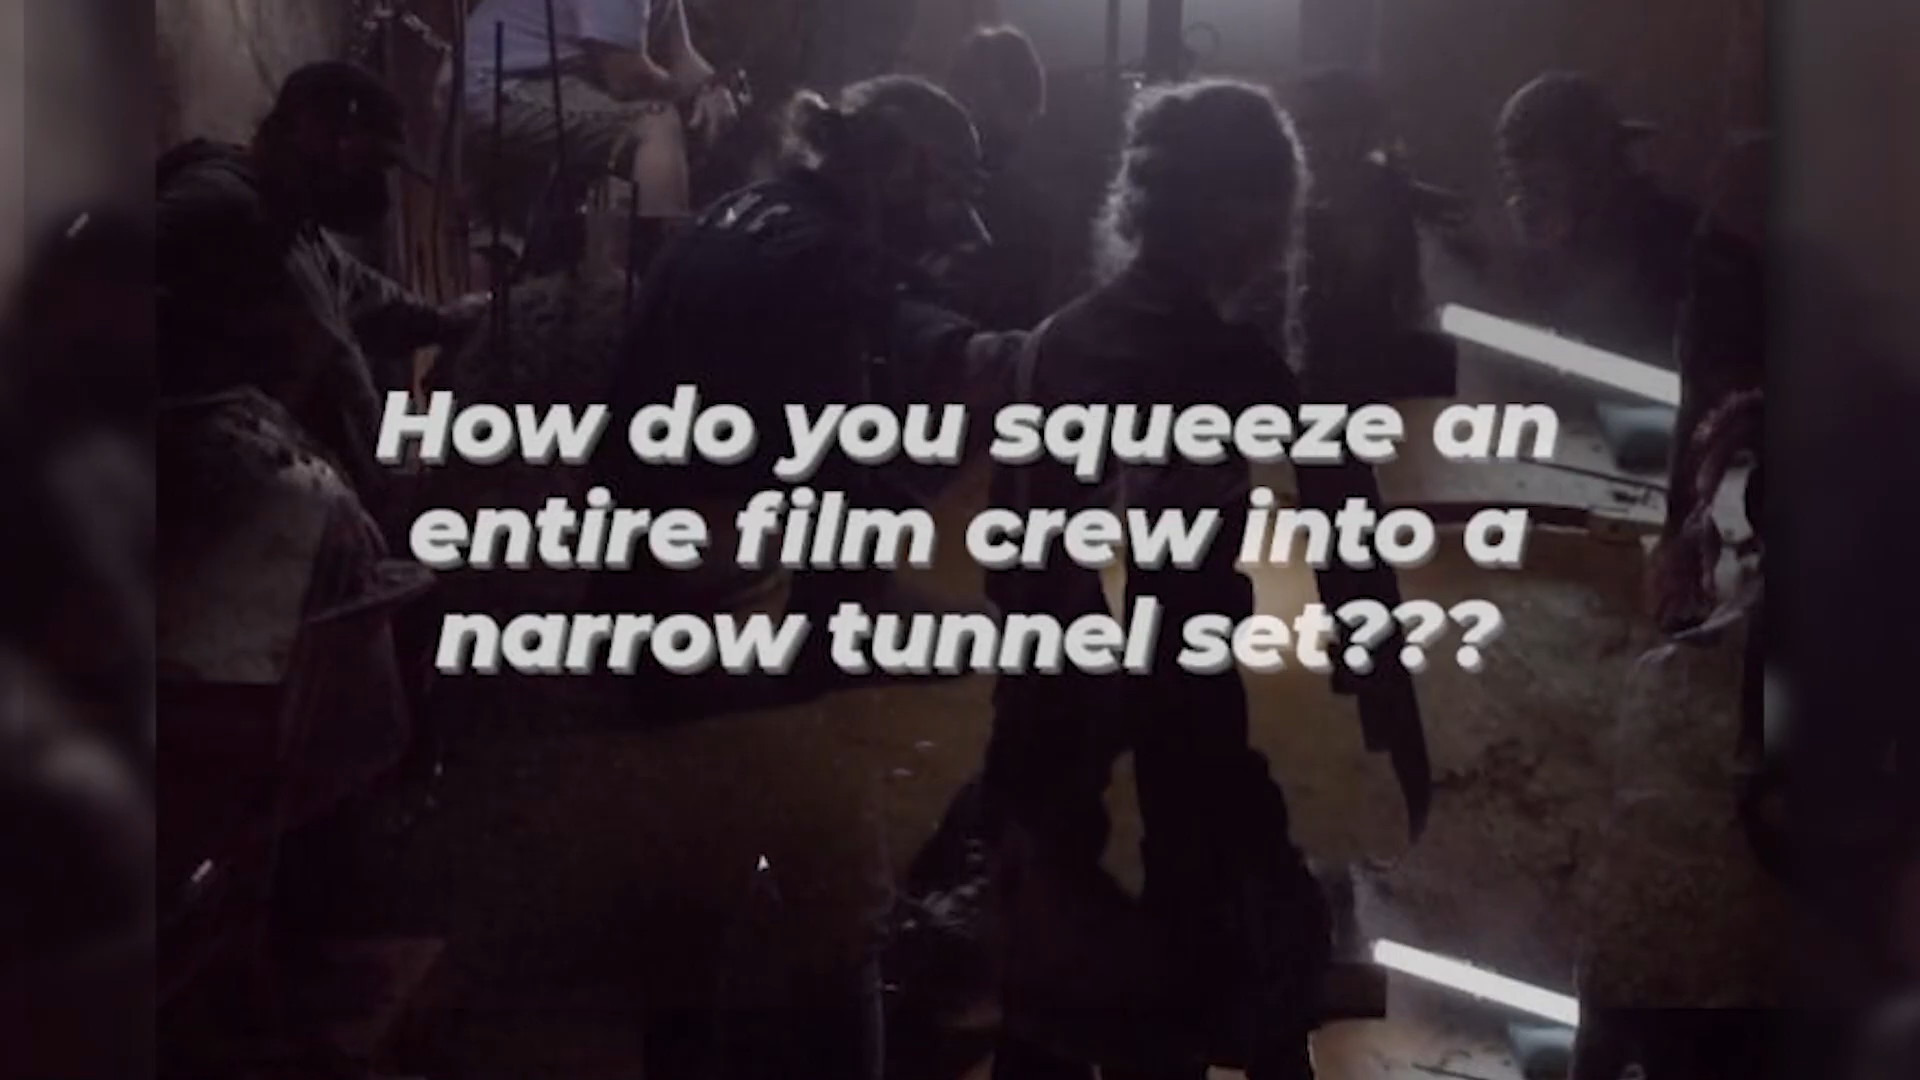 How do you squeeze an
entire film crew into a
narrow tunnel set???